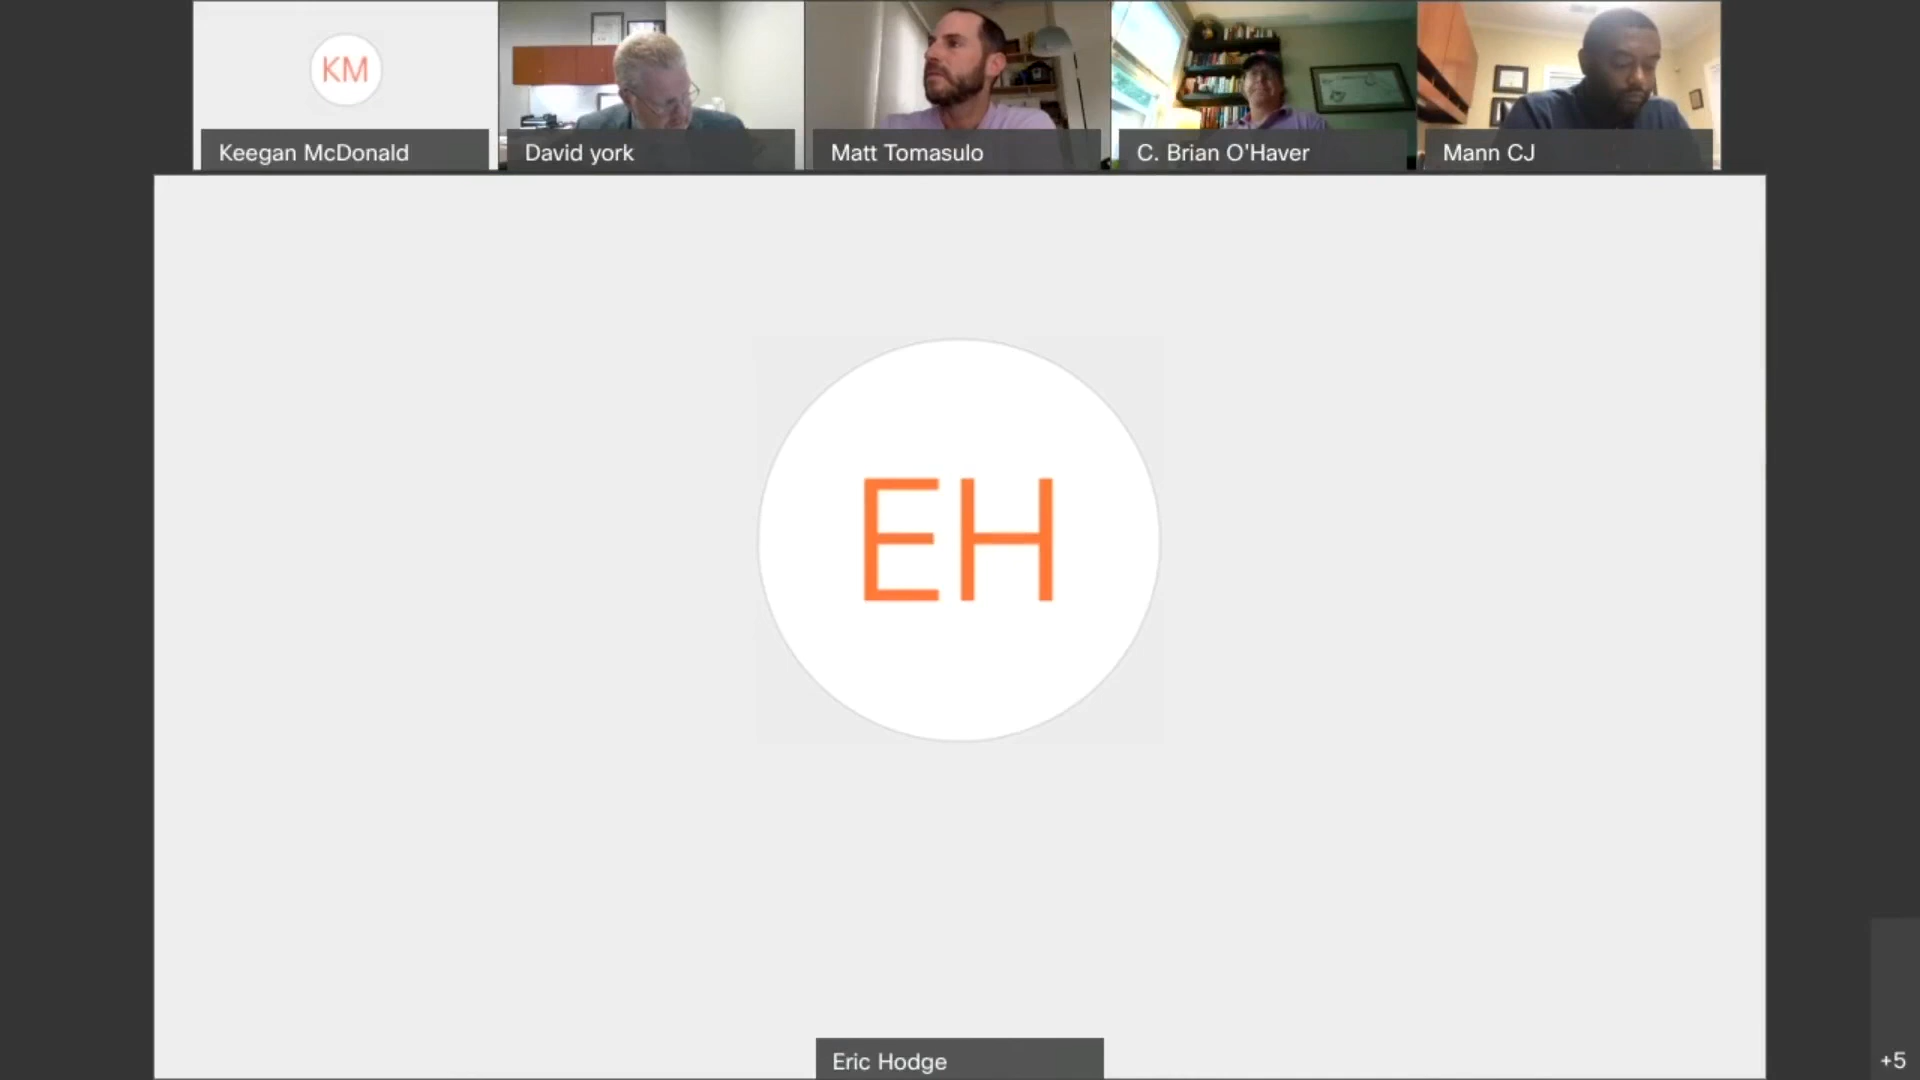 KM
Keegan McDonald
David york
Matt Tomasulo
C. Brian O'Haver
Mann CJ
EH
Eric Hodge
+5